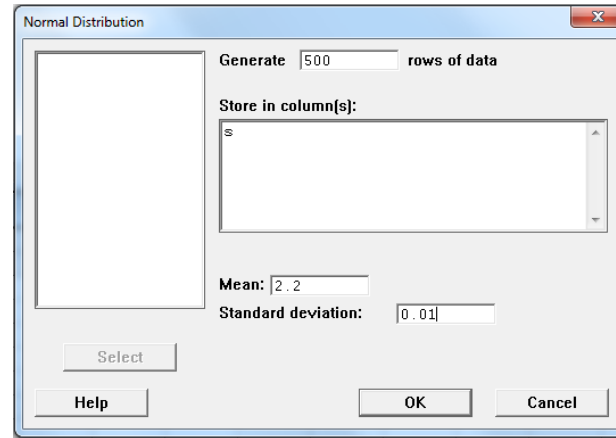 Normal Distribution
Generate 500 rows of data
Store in column(s):
s
Mean: 2.2
Standard deviation: 0.01
Select
Help OK Cancel